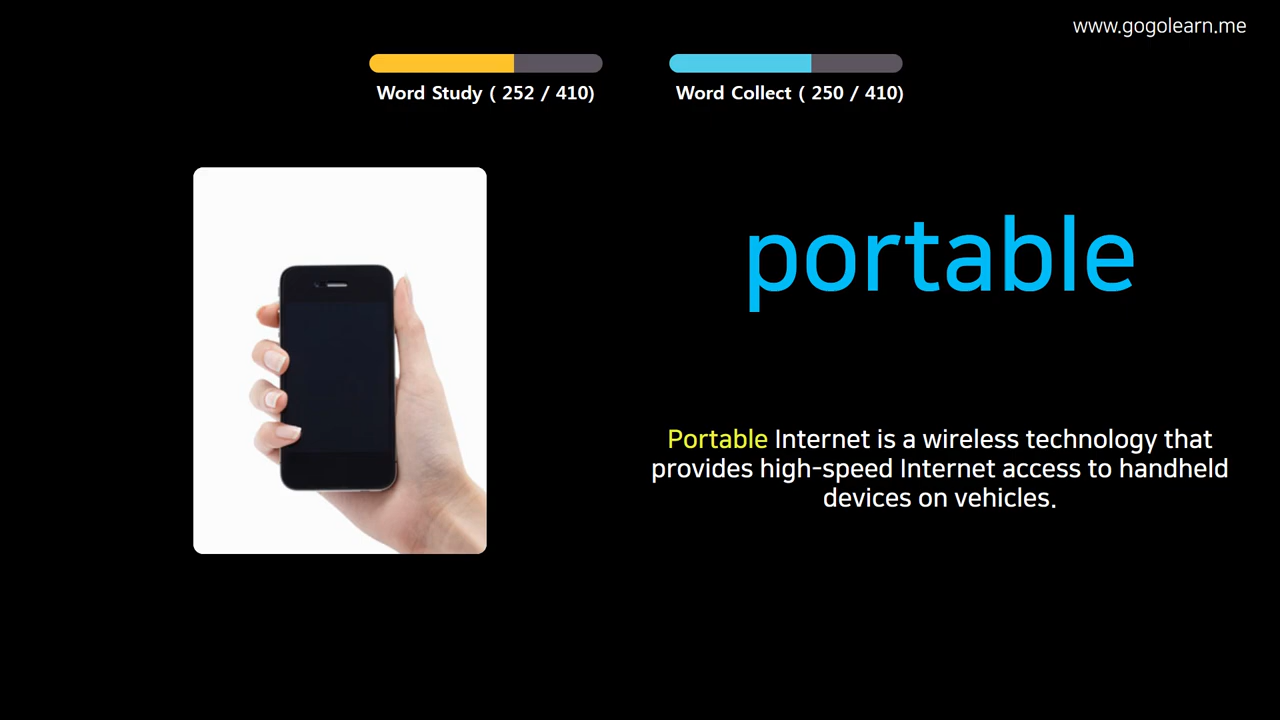 www.gogolearn.me
Word Study ( 252 / 410)
Word Collect ( 250 / 410)
portable
Portable Internet is a wireless technology that
provides high-speed Internet access to handheld
devices on vehicles.